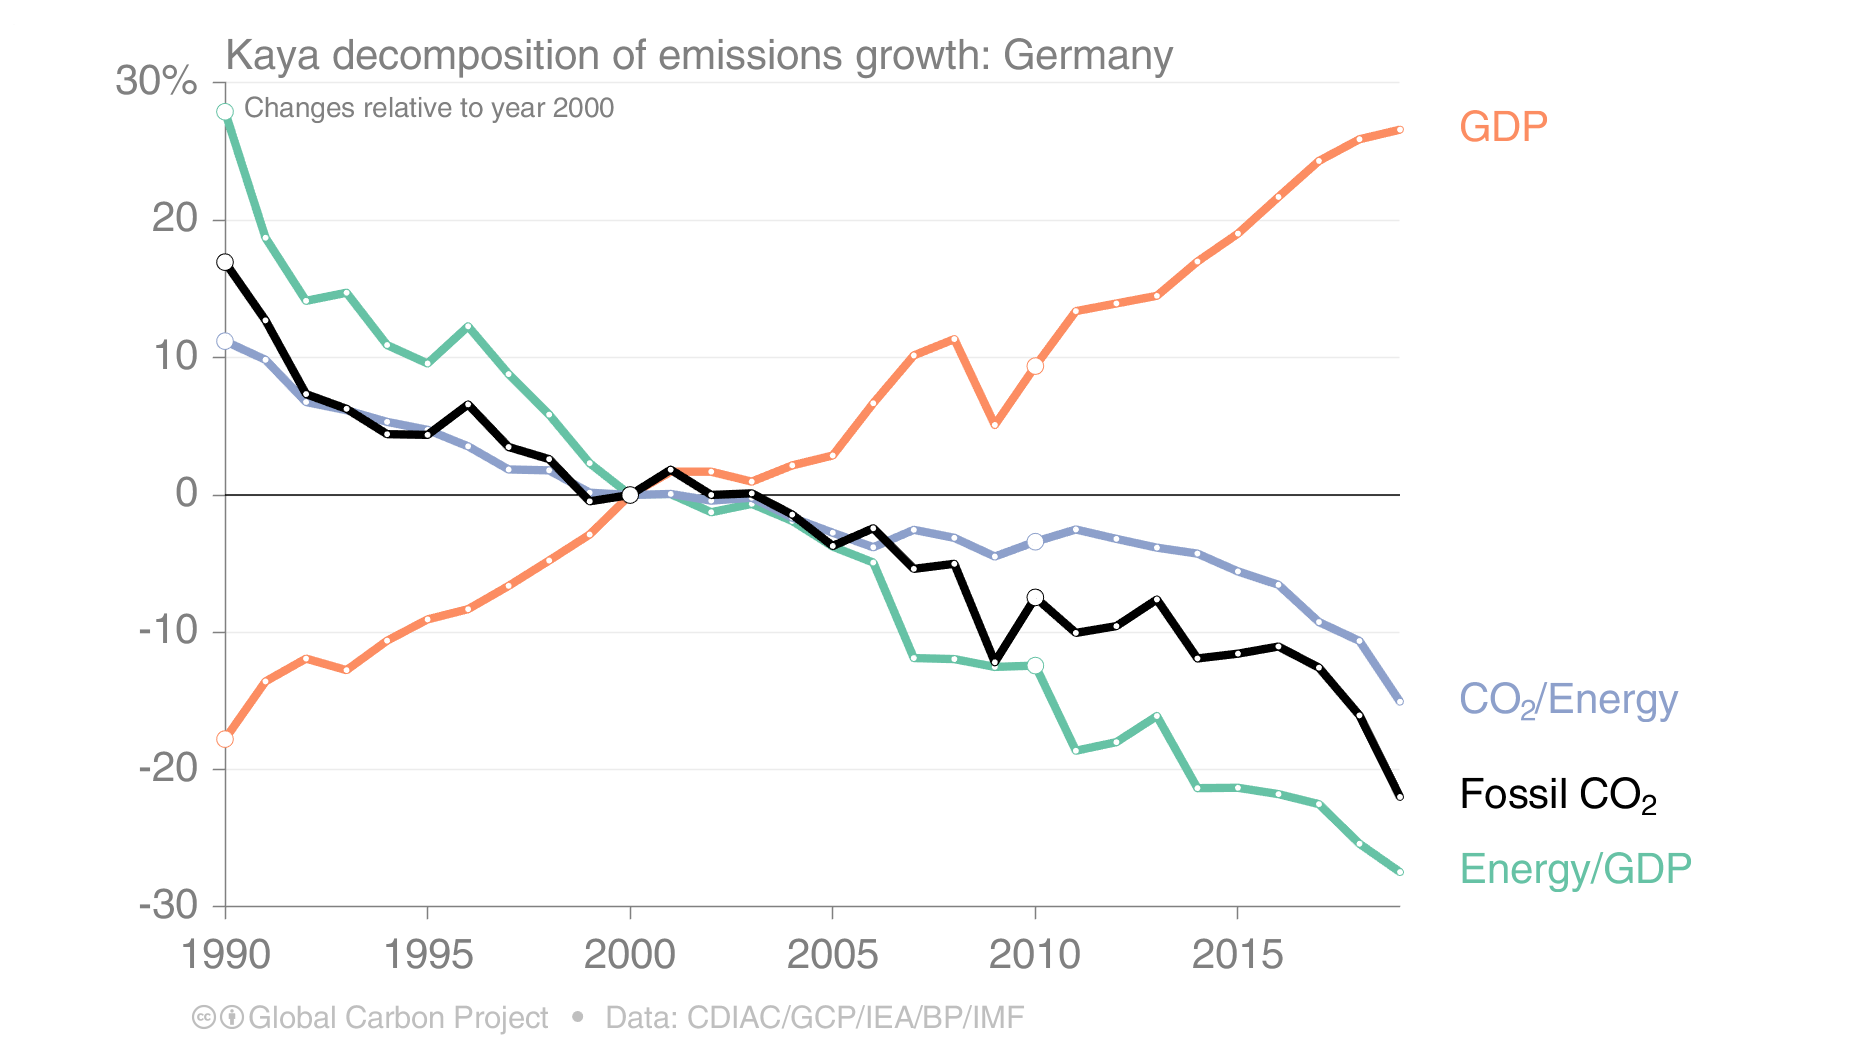 Kaya decomposition of emissions growth: Germany
30%
Changes relative to year 2000
GDP
20
10
0
-10
CO₂/Energy
-20
Fossil CO₂
Energy/GDP
-30
1990 1995 2000 2005 2010 2015
Global Carbon Project • Data: CDIAC/GCP/IEA/BP/IMF